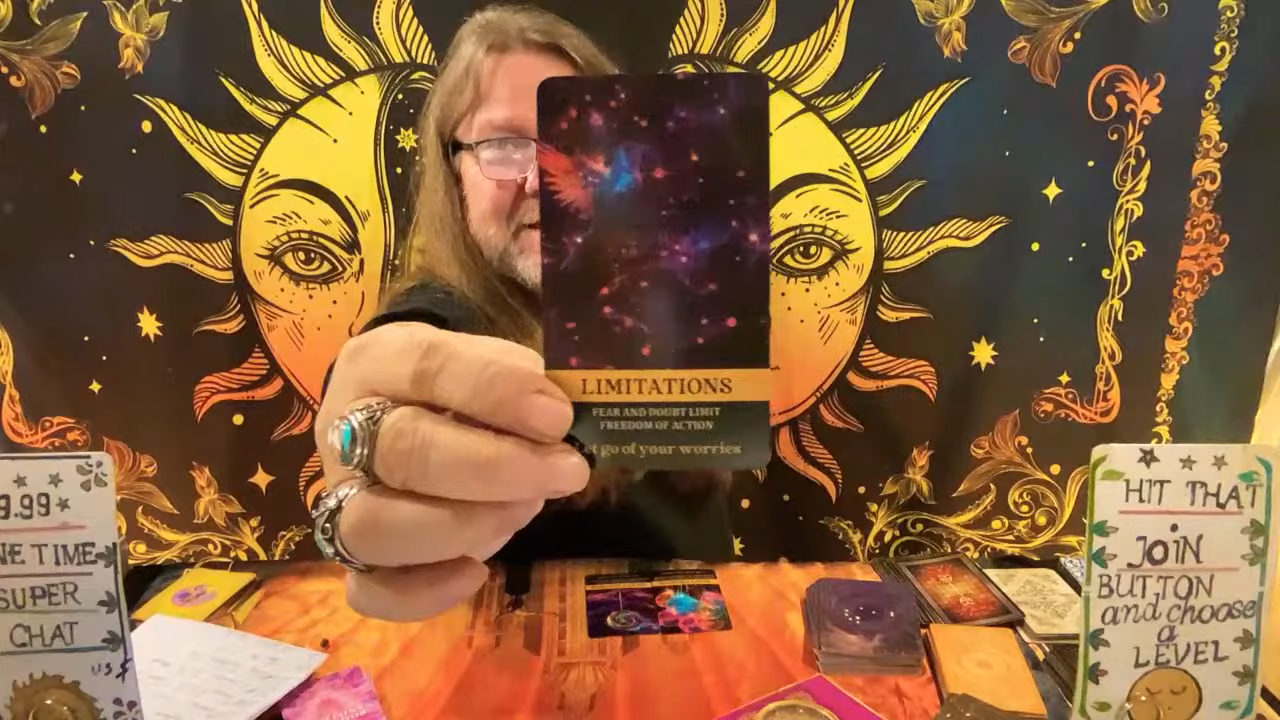 LIMITATIONS
FEAR AND DOUBT LIMIT
FREEDOM OF ACTION
et go of your worries
9.99
NE TIME
SUPER
CHAT
US$
HIT THAT
JOIN
BUTTON
and choose
a
LEVEL